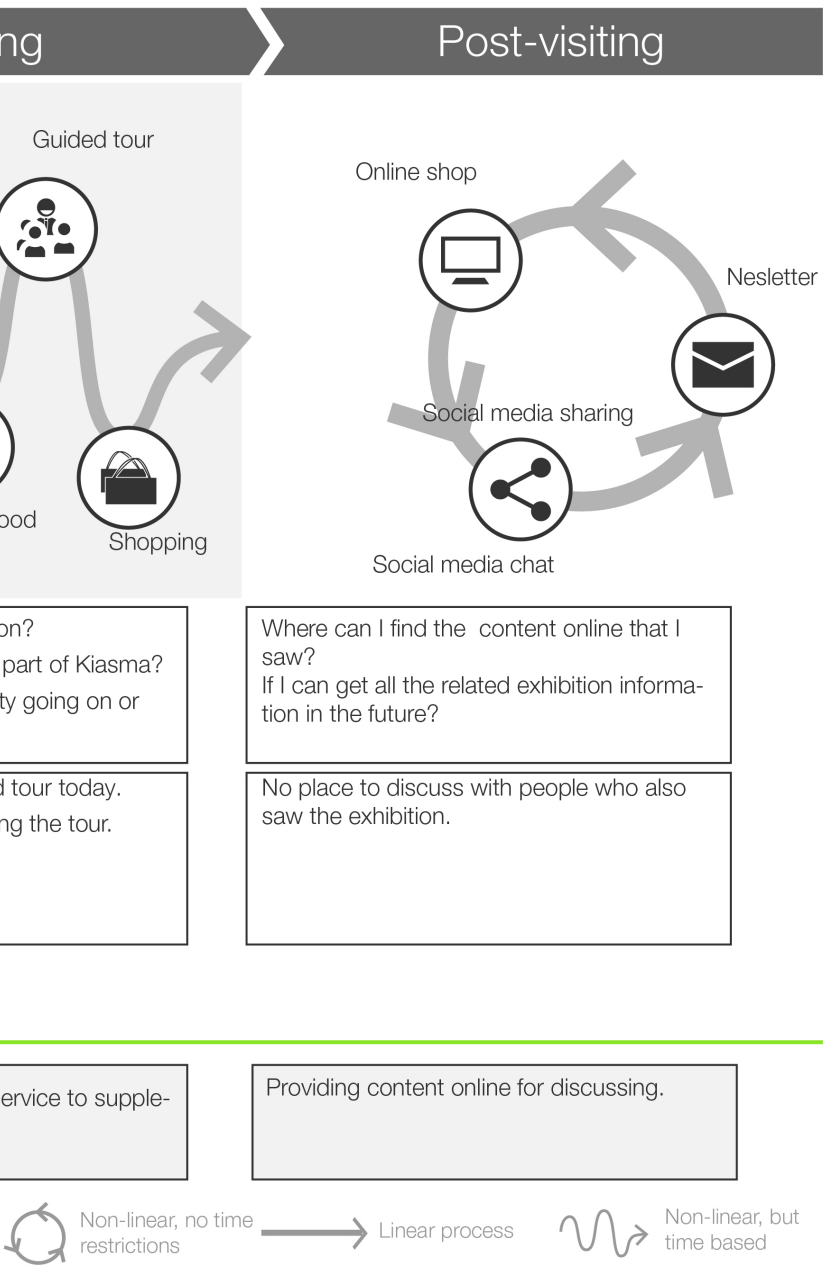 ng
Post-visiting
Guided tour
Online shop
Nesletter
Social media sharing
ood
Shopping
Social media chat
on?
part of Kiasma?
ty going on or
Where can I find the content online that I
saw?
If I can get all the related exhibition informa-
tion in the future?
d tour today.
ng the tour.
No place to discuss with people who also
saw the exhibition.
ervice to supple-
Providing content online for discussing.
Non-linear, no time
restrictions
Linear process
Non-linear, but
time based